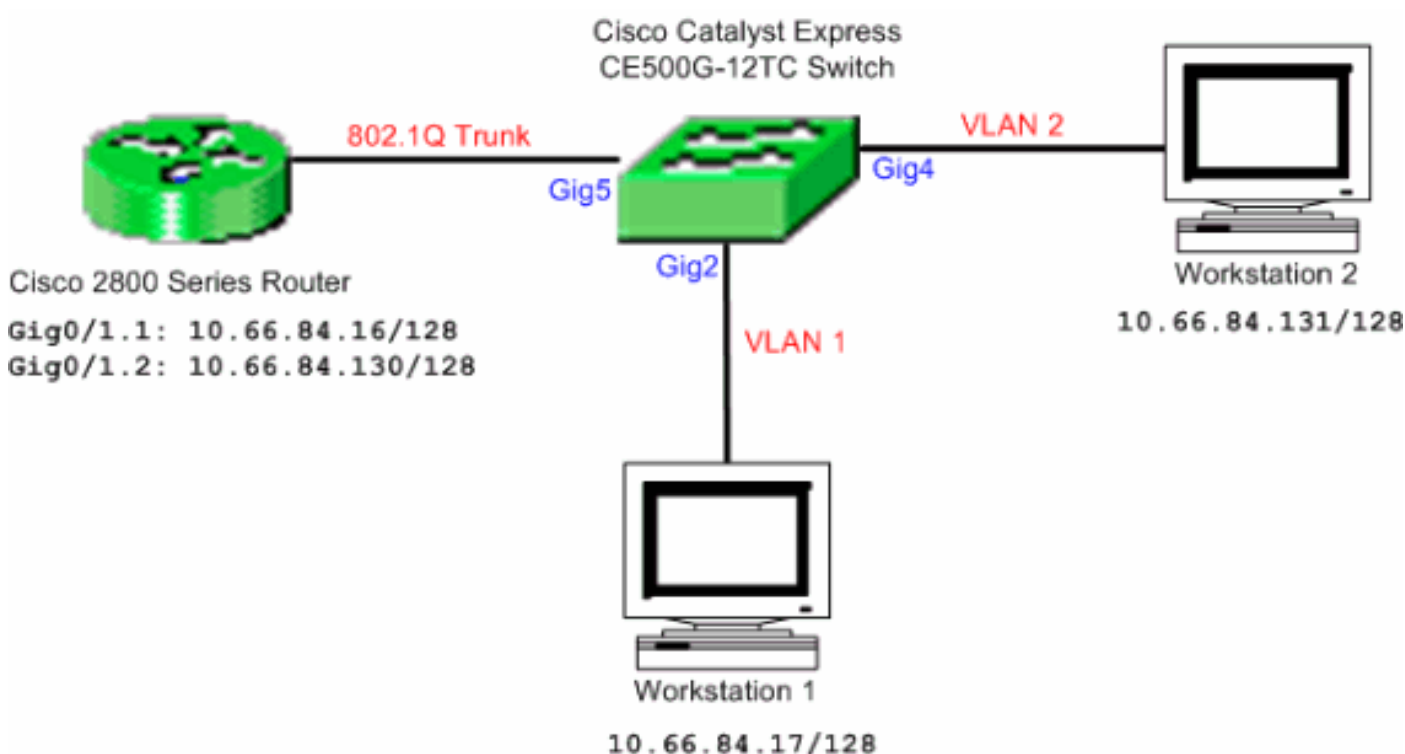 Cisco Catalyst Express
CE500G-12TC Switch
802.1Q Trunk
VLAN 2
Gig5
Gig4
Gig2
Cisco 2800 Series Router
Gig0/1.1: 10.66.84.16/128
Gig0/1.2: 10.66.84.130/128
Workstation 2
10.66.84.131/128
VLAN 1
Workstation 1
10.66.84.17/128